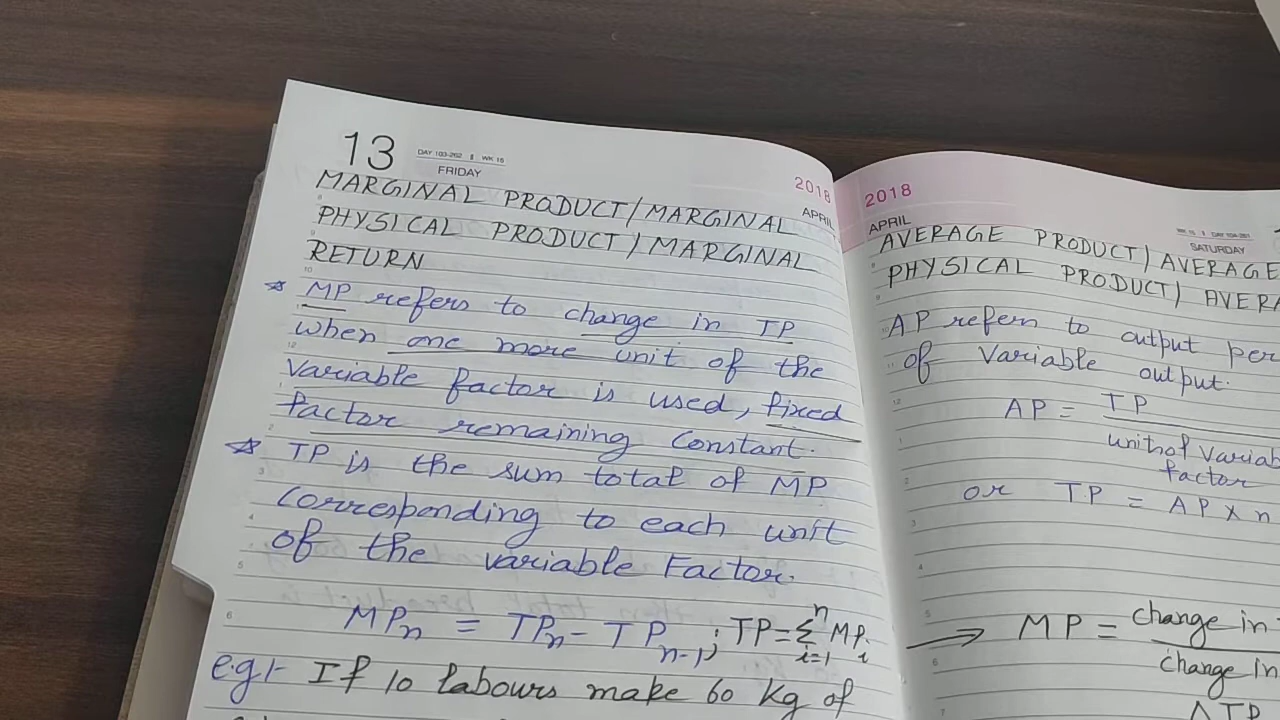 13
DAY 103-262 WK 15
FRIDAY
2018
APRIL
MARGINAL PRODUCT/MARGINAL
PHYSICAL PRODUCT/MARGINAL
RETURN
MP refers to change in TP
when one more unit of the
variable factor is used, fixed
factor remaining constant.
TP is the sum total of MP
corresponding to each unit
of the variable Factor.
MPn = TPn - TPn-1; TP = Σ i=1 n MPi
e.g:- If 10 labours make 60 kg of
2018
APRIL
SATURDAY
AVERAGE PRODUCT/AVERAGE
PHYSICAL PRODUCT/AVERA
AP refers to output per
of variable output.
AP = TP
unit of variab
factor
or TP = AP x n
MP = change in
change in
ΔTP